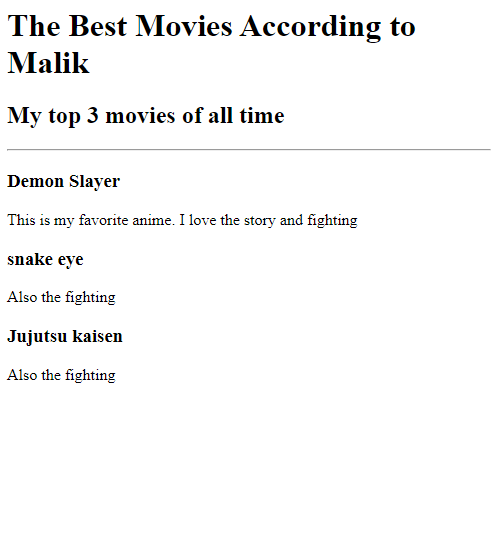 The Best Movies According to
Malik
My top 3 movies of all time
Demon Slayer
This is my favorite anime. I love the story and fighting
snake eye
Also the fighting
Jujutsu kaisen
Also the fighting